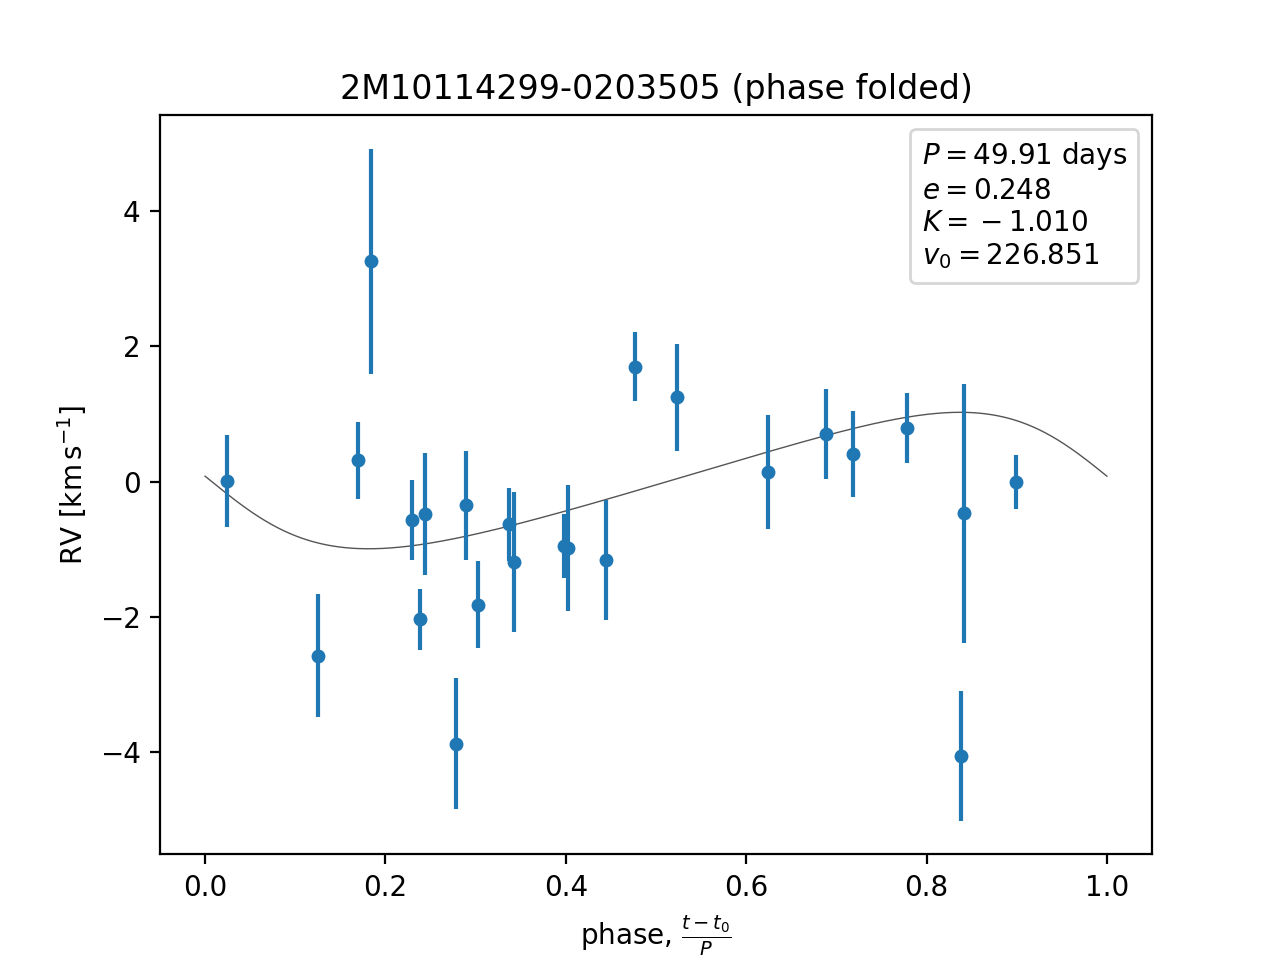 2M10114299-0203505 (phase folded)
P = 49.91 days
e = 0.248
K = −1.010
v₀ = 226.851
4
2
0
−2
−4
RV [km s⁻¹]
0.0 0.2 0.4 0.6 0.8 1.0
phase, (t − t₀)/P